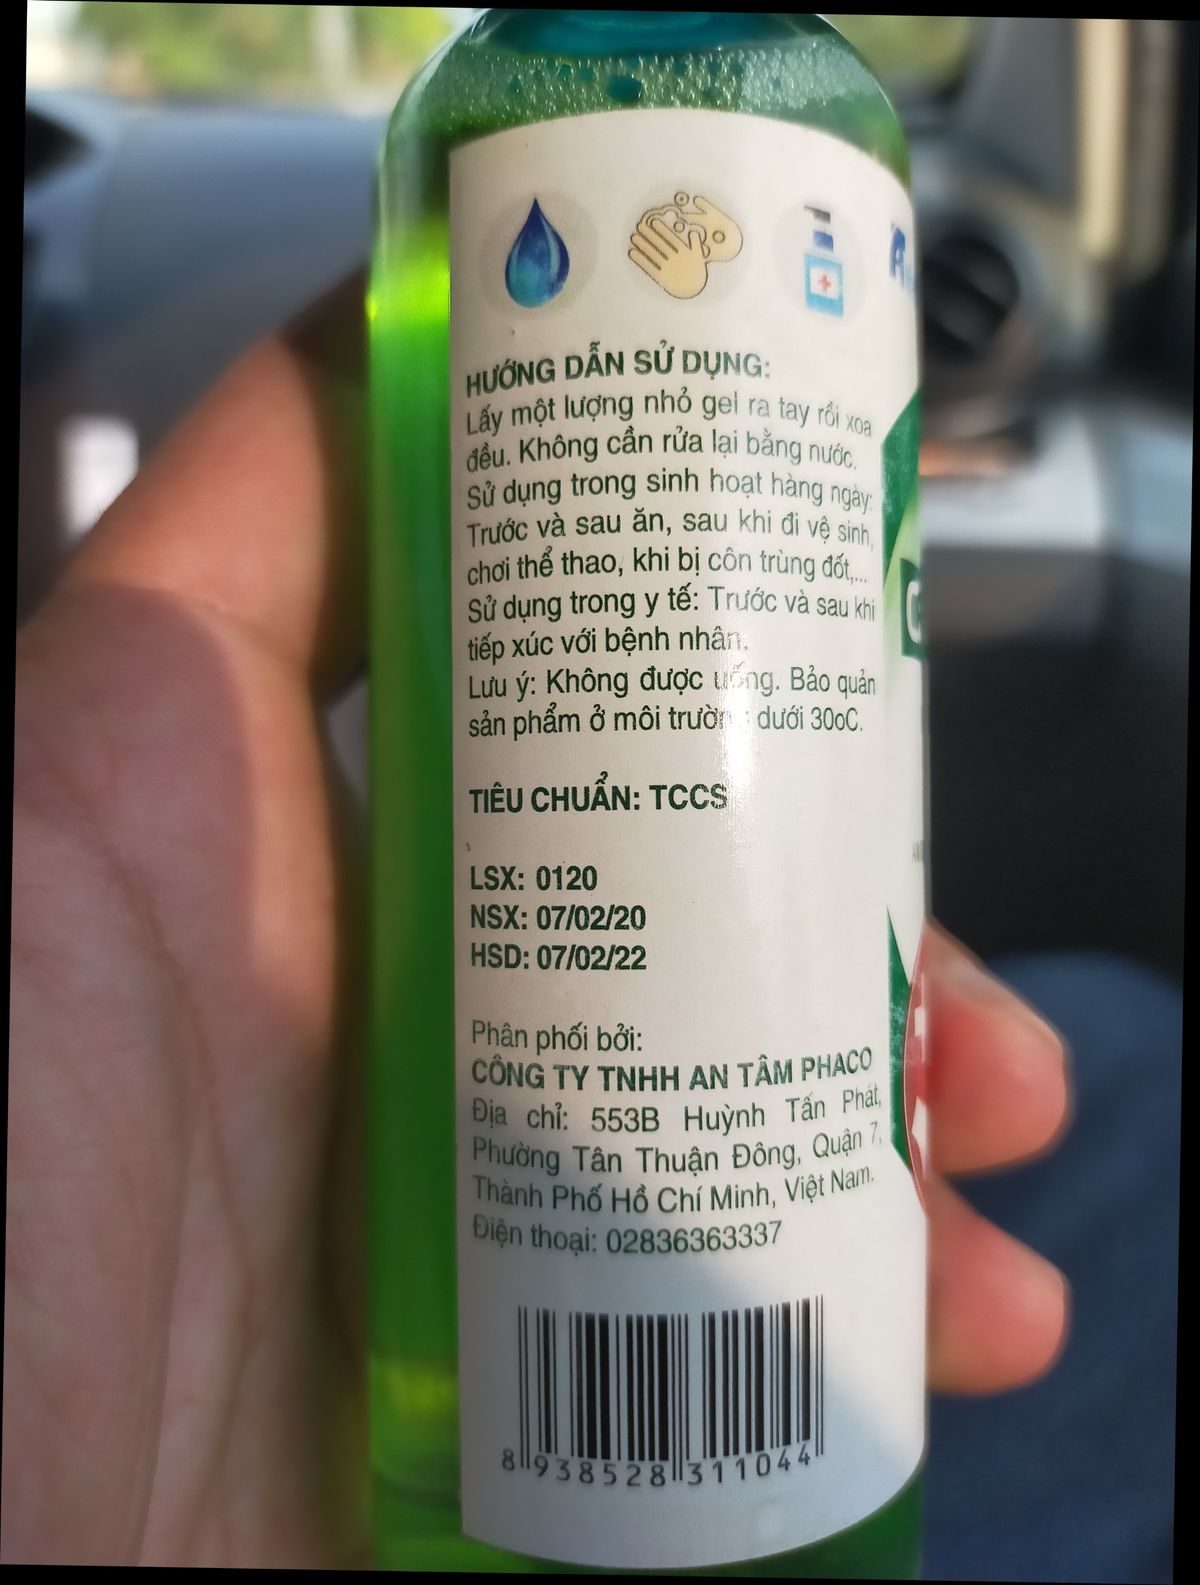 HƯỚNG DẪN SỬ DỤNG:
Lấy một lượng nhỏ gel ra tay rồi xoa
đều. Không cần rửa lại bằng nước.
Sử dụng trong sinh hoạt hàng ngày:
Trước và sau ăn, sau khi đi vệ sinh,
chơi thể thao, khi bị côn trùng đốt,...
Sử dụng trong y tế: Trước và sau khi
tiếp xúc với bệnh nhân.
Lưu ý: Không được uống. Bảo quản
sản phẩm ở môi trường dưới 30oC.
TIÊU CHUẨN: TCCS
LSX: 0120
NSX: 07/02/20
HSD: 07/02/22
Phân phối bởi:
CÔNG TY TNHH AN TÂM PHACO
Địa chỉ: 553B Huỳnh Tấn Phát,
Phường Tân Thuận Đông, Quận 7,
Thành Phố Hồ Chí Minh, Việt Nam.
Điện thoại: 02836363337
8 938528 311044